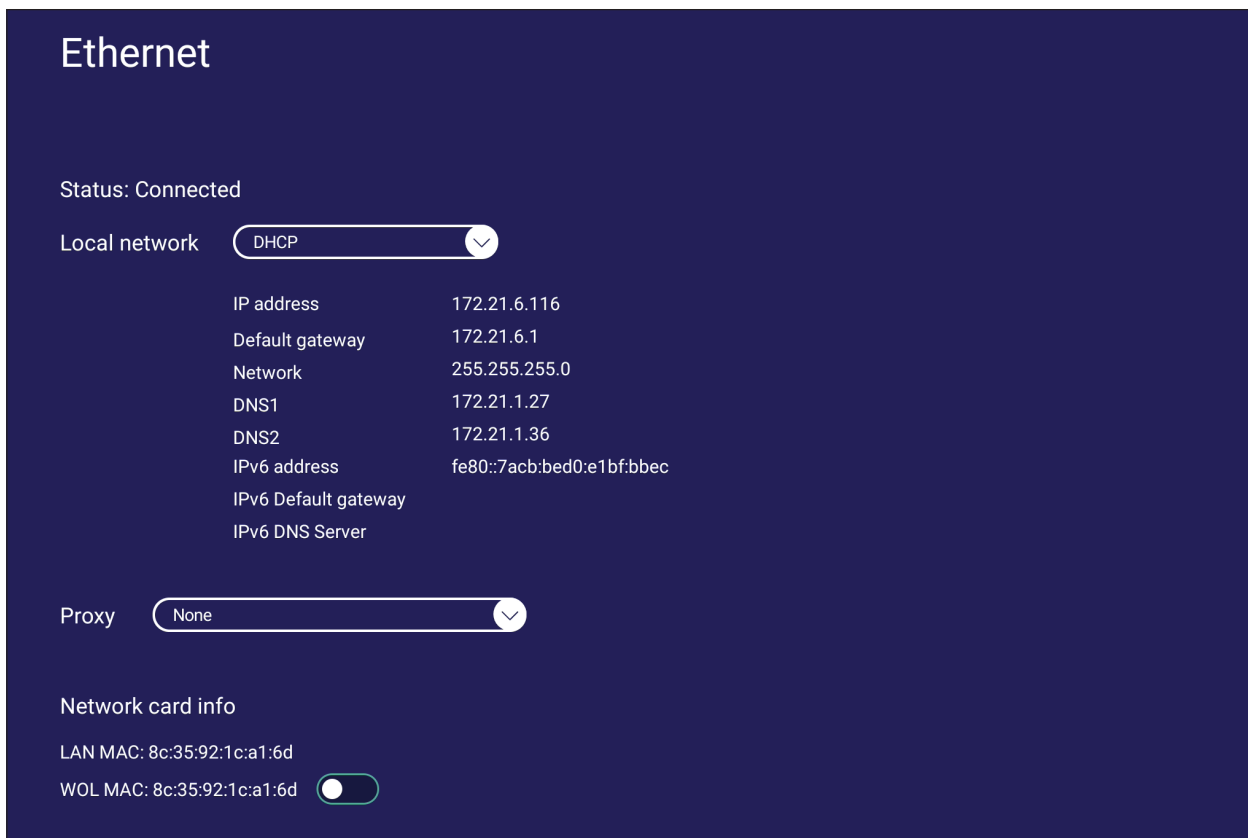 Ethernet
Status: Connected
Local network DHCP
IP address 172.21.6.116
Default gateway 172.21.6.1
Network 255.255.255.0
DNS1 172.21.1.27
DNS2 172.21.1.36
IPv6 address fe80::7acb:bed0:e1bf:bbec
IPv6 Default gateway
IPv6 DNS Server
Proxy None
Network card info
LAN MAC: 8c:35:92:1c:a1:6d
WOL MAC: 8c:35:92:1c:a1:6d